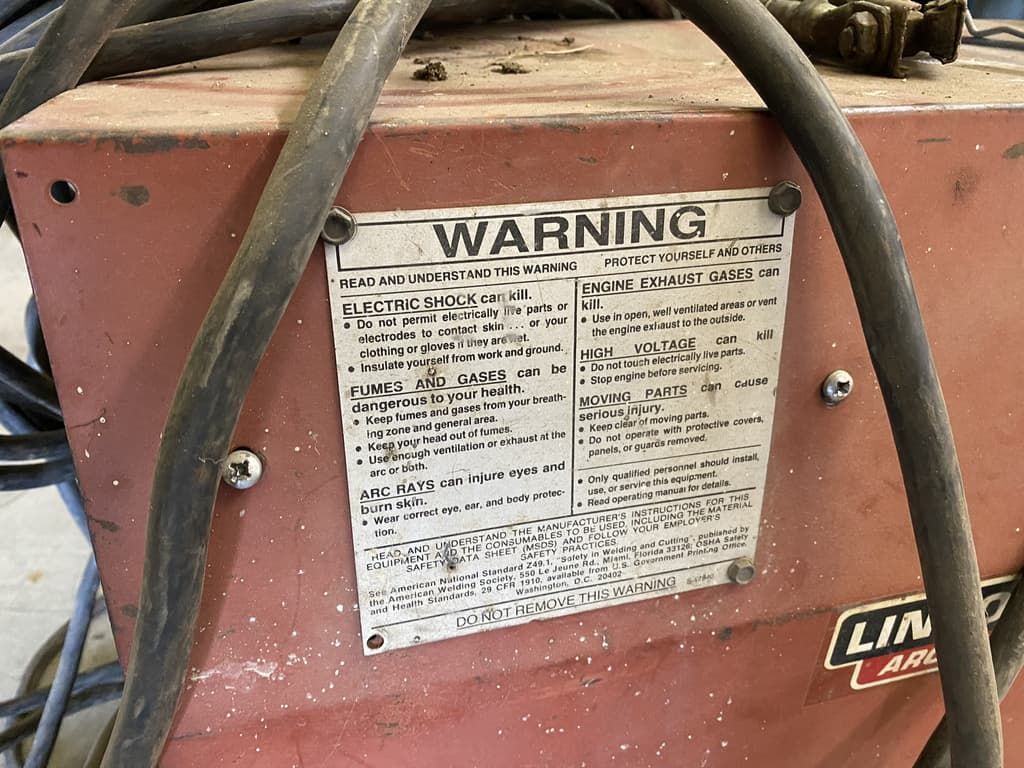 WARNING
READ AND UNDERSTAND THIS WARNING
PROTECT YOURSELF AND OTHERS
ELECTRIC SHOCK can kill.
• Do not permit electrically live parts or
electrodes to contact skin ... or your
clothing or gloves if they are wet.
• Insulate yourself from work and ground.
FUMES AND GASES can be
dangerous to your health.
• Keep fumes and gases from your breath-
ing zone and general area.
• Keep your head out of fumes.
• Use enough ventilation or exhaust at the
arc or both.
ARC RAYS can injure eyes and
burn skin.
• Wear correct eye, ear, and body protec-
tion.
ENGINE EXHAUST GASES can
kill.
• Use in open, well ventilated areas or vent
the engine exhaust to the outside.
HIGH VOLTAGE can kill
• Do not touch electrically live parts.
• Stop engine before servicing.
MOVING PARTS can cause
serious injury.
• Keep clear of moving parts.
• Do not operate with protective covers,
panels, or guards removed.
• Only qualified personnel should install,
use, or service this equipment.
• Read operating manual for details.
READ AND UNDERSTAND THE MANUFACTURER'S INSTRUCTIONS FOR THIS
EQUIPMENT AND THE CONSUMABLES TO BE USED, INCLUDING THE MATERIAL
SAFETY DATA SHEET (MSDS) AND FOLLOW YOUR EMPLOYER'S
SAFETY PRACTICES.
See American National Standard Z49.1, "Safety in Welding and Cutting", published by
the American Welding Society, 550 Le Jeune Rd., Miami, Florida 33126; OSHA Safety
and Health Standards, 29 CFR 1910, available from U.S. Government Printing Office,
Washington, D.C. 20402
DO NOT REMOVE THIS WARNING
LIN
ARC